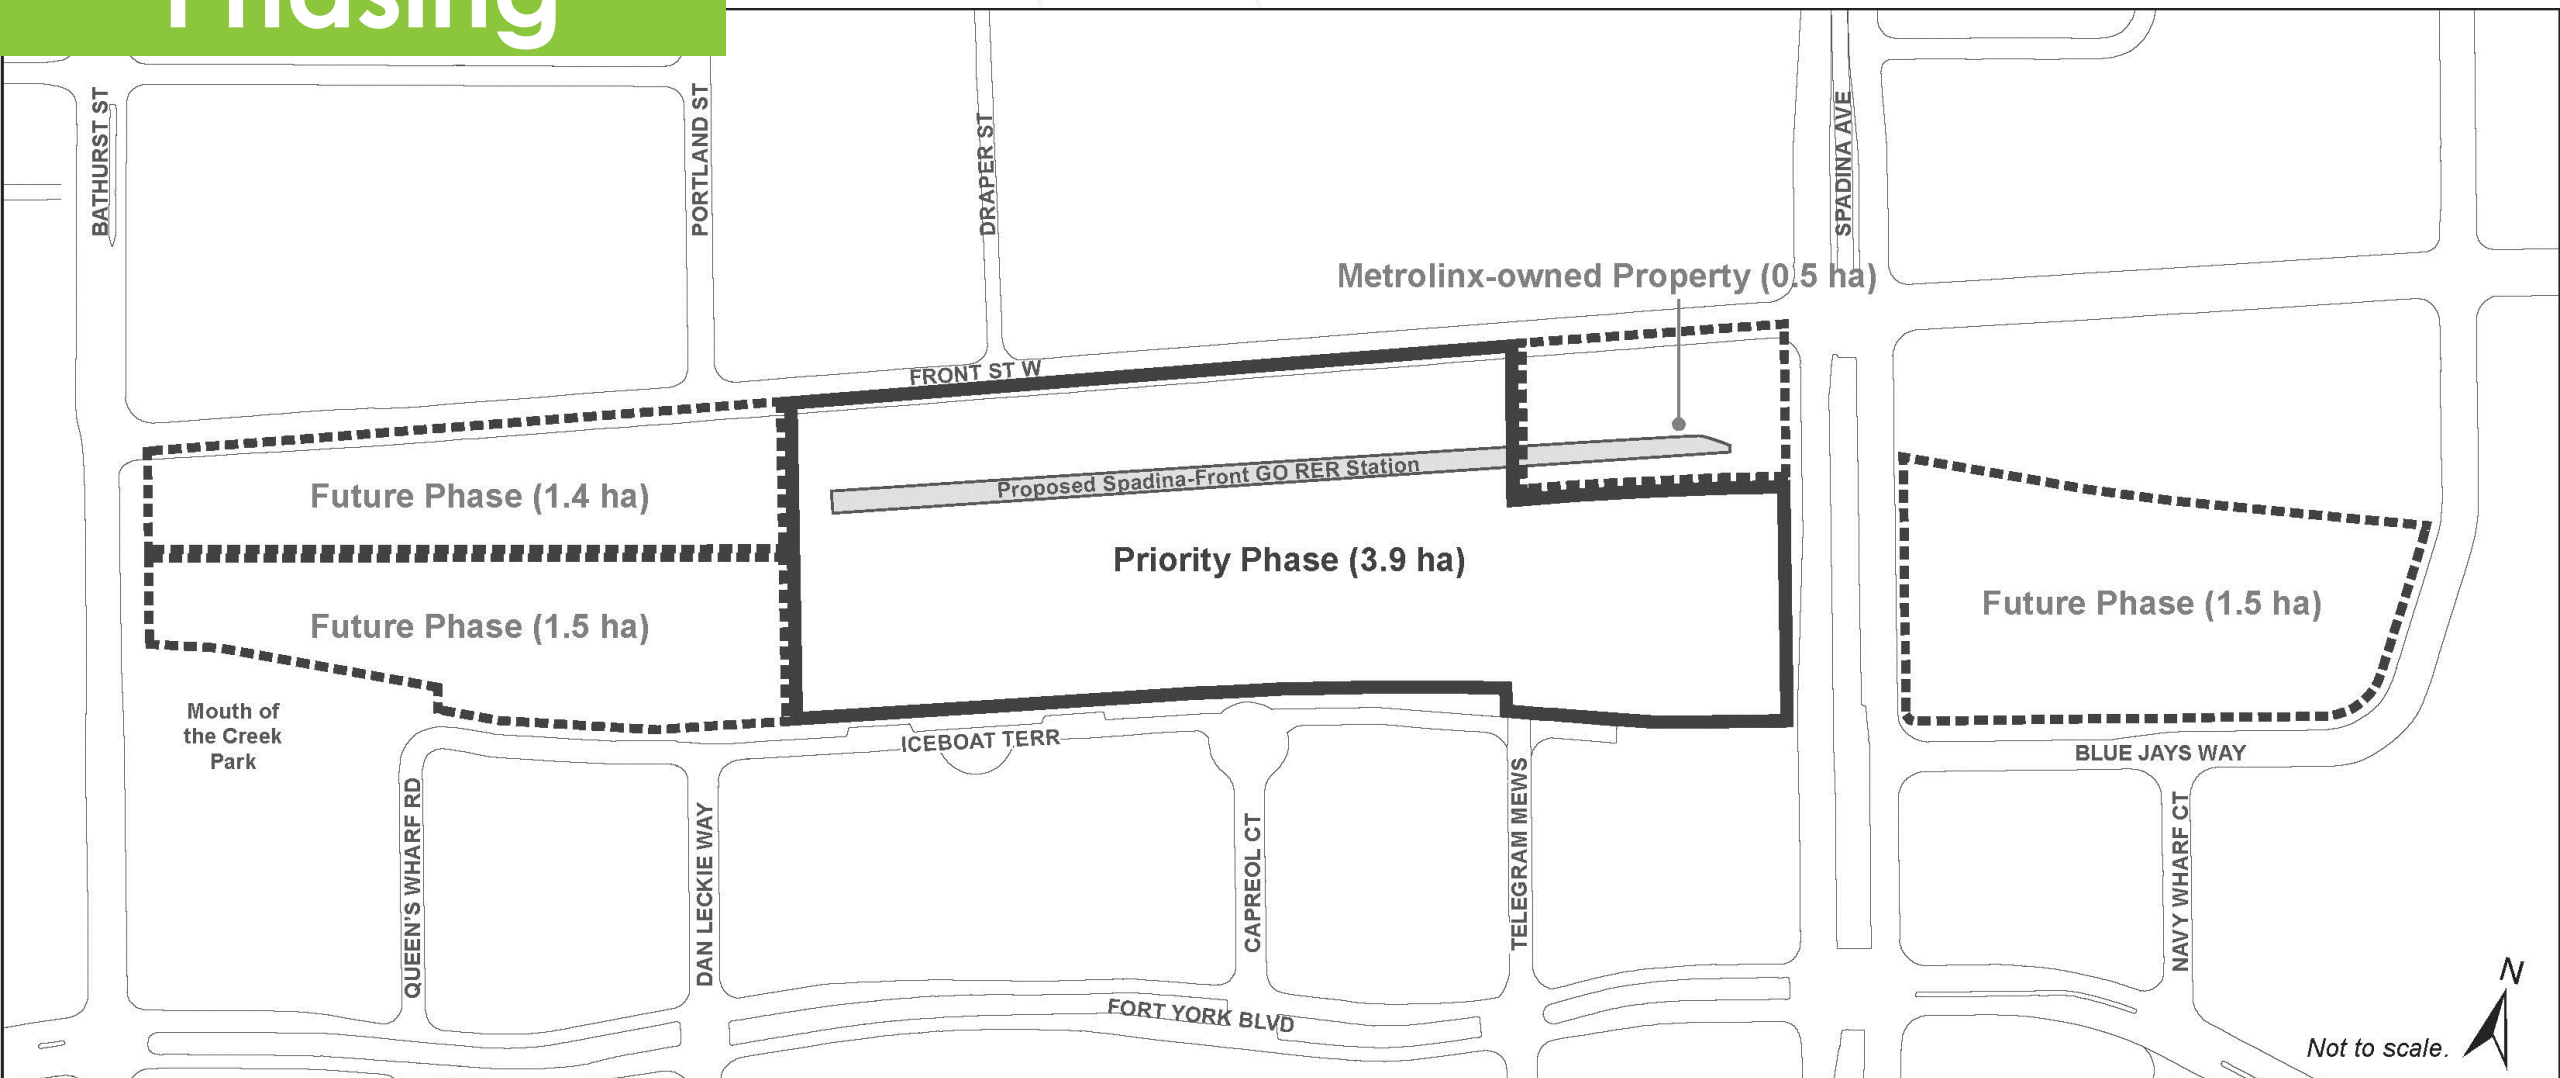 Phasing
BATHURST ST
PORTLAND ST
DRAPER ST
SPADINA AVE
Metrolinx-owned Property (0.5 ha)
FRONT ST W
Proposed Spadina-Front GO RER Station
Future Phase (1.4 ha)
Priority Phase (3.9 ha)
Future Phase (1.5 ha)
Future Phase (1.5 ha)
Mouth of
the Creek
Park
ICEBOAT TERR
BLUE JAYS WAY
QUEEN'S WHARF RD
DAN LECKIE WAY
CAPREOL CT
TELEGRAM MEWS
NAVY WHARF CT
FORT YORK BLVD
N
Not to scale.